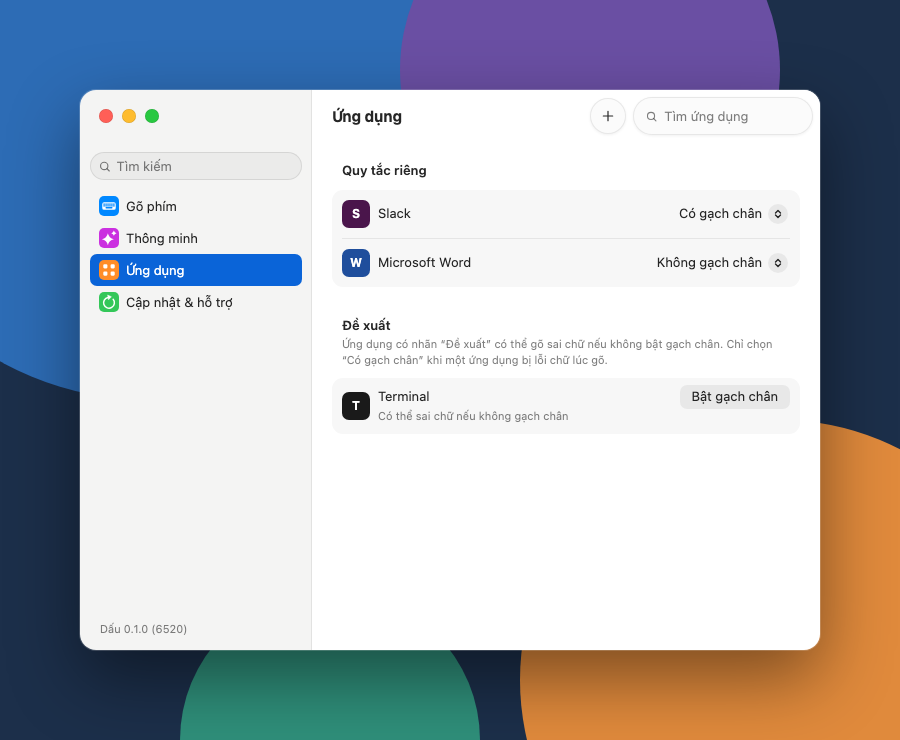 Ứng dụng
Tìm ứng dụng
Tìm kiếm
Gõ phím
Thông minh
Ứng dụng
Cập nhật & hỗ trợ
Dấu 0.1.0 (6520)
Quy tắc riêng
S Slack Có gạch chân
W Microsoft Word Không gạch chân
Đề xuất
Ứng dụng có nhãn “Đề xuất” có thể gõ sai chữ nếu không bật gạch chân. Chỉ chọn
“Có gạch chân” khi một ứng dụng bị lỗi chữ lúc gõ.
T Terminal Bật gạch chân
Có thể sai chữ nếu không gạch chân